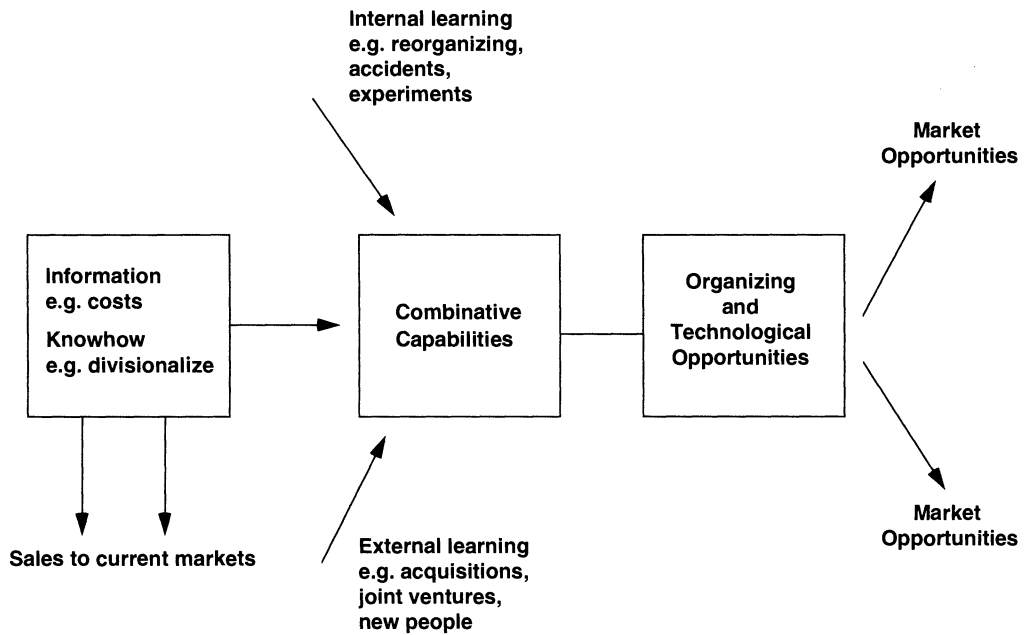 Internal learning
e.g. reorganizing,
accidents,
experiments
Market
Opportunities
Information
e.g. costs
Knowhow
e.g. divisionalize
Combinative
Capabilities
Organizing
and
Technological
Opportunities
Sales to current markets
External learning
e.g. acquisitions,
joint ventures,
new people
Market
Opportunities